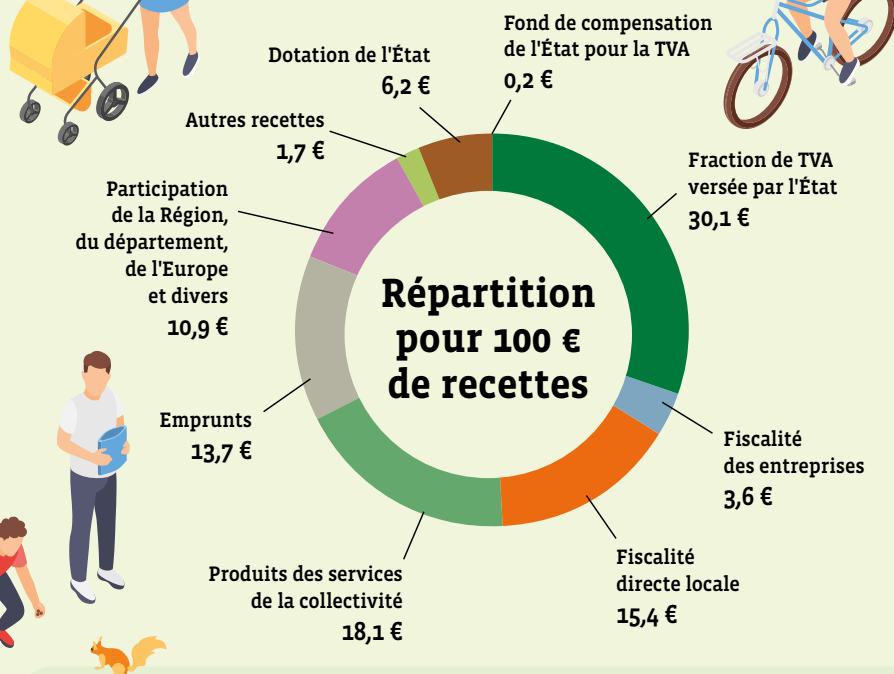 Répartition
pour 100 €
de recettes
Fond de compensation
de l'État pour la TVA
0,2 €
Fraction de TVA
versée par l'État
30,1 €
Fiscalité
des entreprises
3,6 €
Fiscalité
directe locale
15,4 €
Produits des services
de la collectivité
18,1 €
Emprunts
13,7 €
Participation
de la Région,
du département,
de l'Europe
et divers
10,9 €
Autres recettes
1,7 €
Dotation de l'État
6,2 €